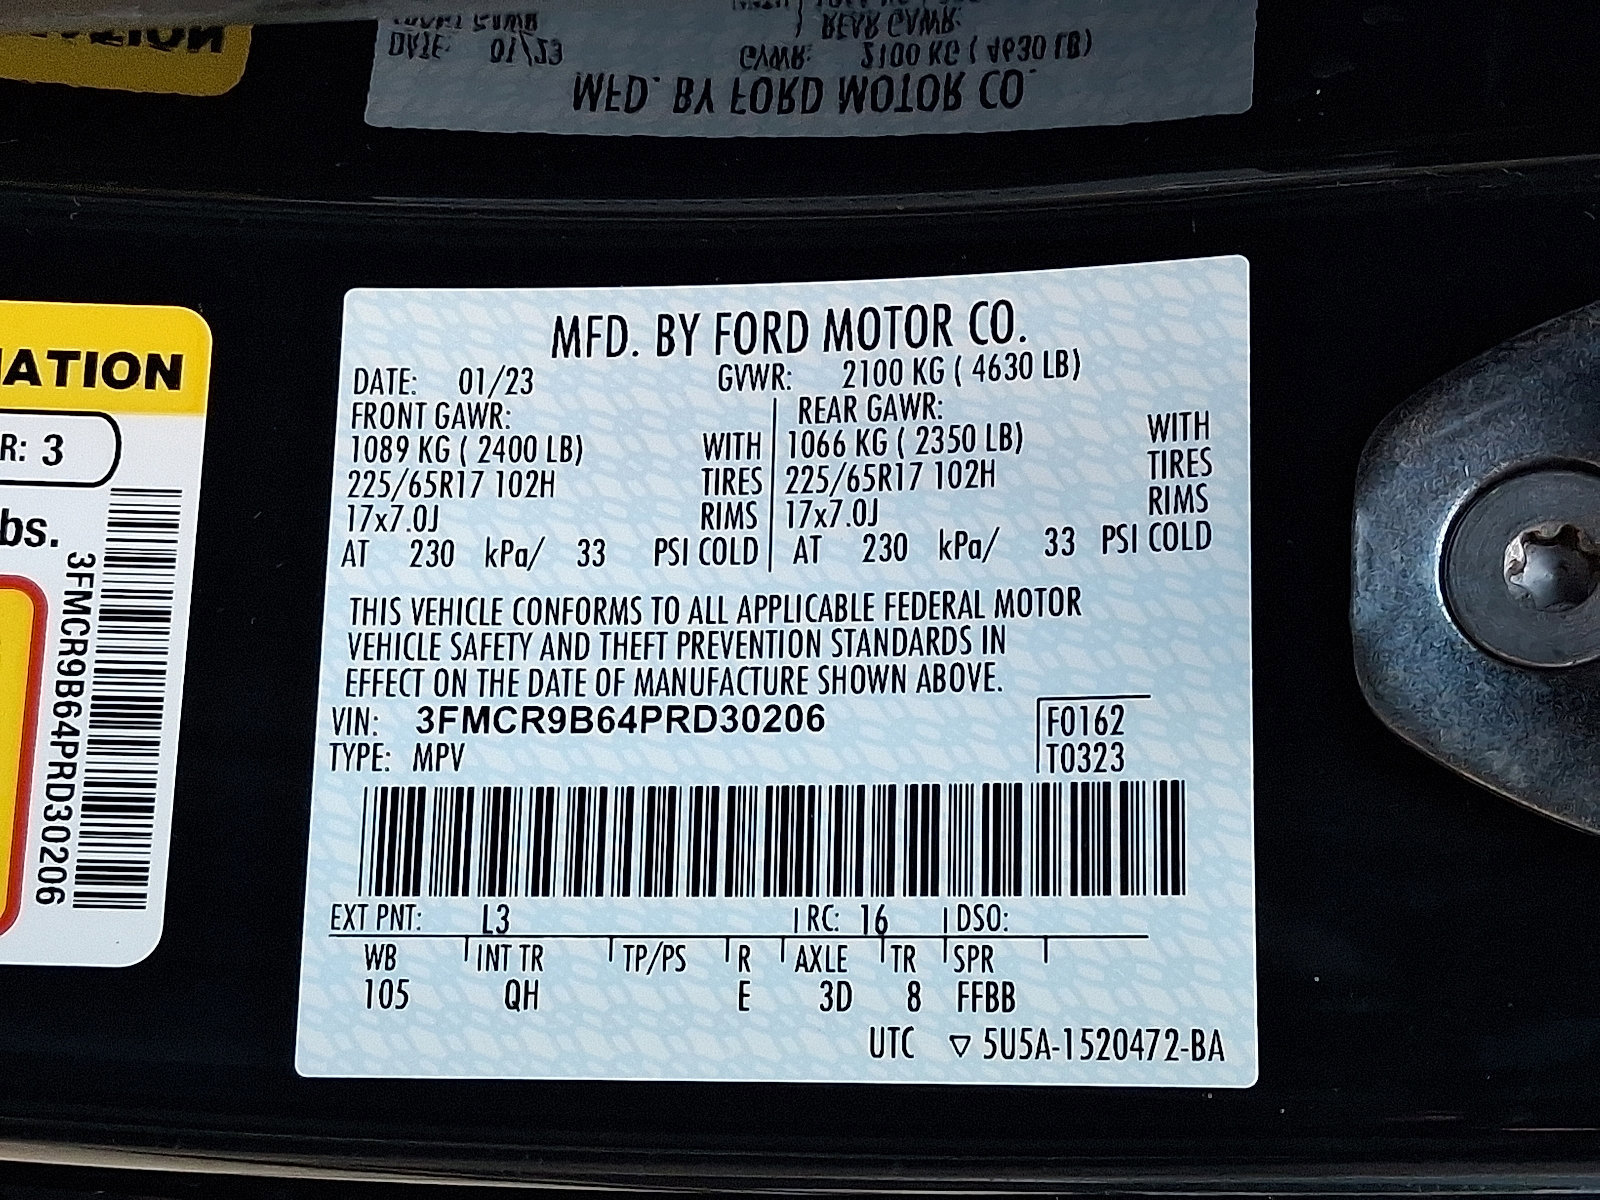 MFD. BY FORD MOTOR CO.
DATE: 01/23 GVWR: 2100 KG ( 4630 LB)
FRONT GAWR: REAR GAWR:
1089 KG ( 2400 LB) WITH 1066 KG ( 2350 LB) WITH
225/65R17 102H TIRES 225/65R17 102H TIRES
17x7.0J RIMS 17x7.0J RIMS
AT 230 kPa/ 33 PSI COLD AT 230 kPa/ 33 PSI COLD
THIS VEHICLE CONFORMS TO ALL APPLICABLE FEDERAL MOTOR
VEHICLE SAFETY AND THEFT PREVENTION STANDARDS IN
EFFECT ON THE DATE OF MANUFACTURE SHOWN ABOVE.
VIN: 3FMCR9B64PRD30206 F0162
TYPE: MPV T0323
EXT PNT: L3 RC: 16 DSO:
WB INT TR TP/PS R AXLE TR SPR
105 QH E 3D 8 FFBB
UTC ▽ 5U5A-1520472-BA
ATION
R: 3
bs.
3FMCR9B64PRD30206